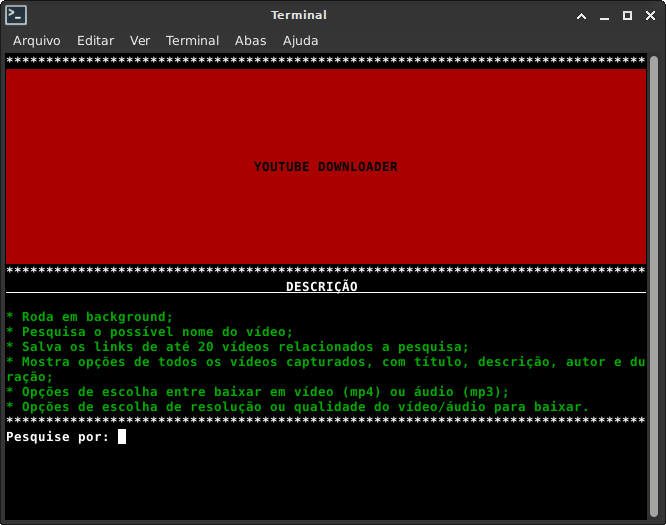 Terminal
Arquivo Editar Ver Terminal Abas Ajuda
********************************************************************************
YOUTUBE DOWNLOADER
********************************************************************************
DESCRIÇÃO
* Roda em background;
* Pesquisa o possível nome do vídeo;
* Salva os links de até 20 vídeos relacionados a pesquisa;
* Mostra opções de todos os vídeos capturados, com título, descrição, autor e du
ração;
* Opções de escolha entre baixar em vídeo (mp4) ou áudio (mp3);
* Opções de escolha de resolução ou qualidade do vídeo/áudio para baixar.
********************************************************************************
Pesquise por: